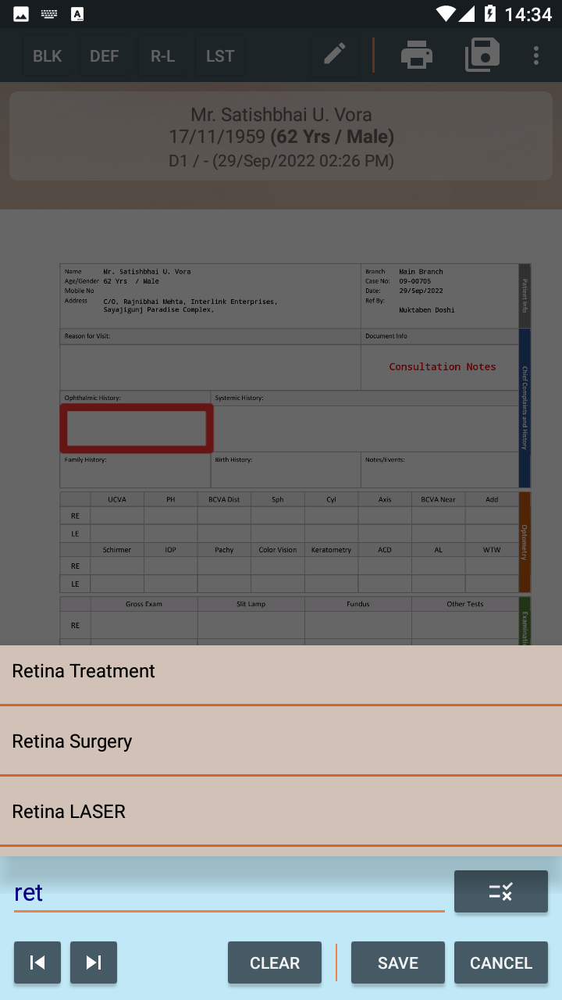 14:34
BLK DEF R-L LST
Mr. Satishbhai U. Vora
17/11/1959 (62 Yrs / Male)
D1 / - (29/Sep/2022 02:26 PM)
Name Mr. Satishbhai U. Vora
Age/Gender 62 Yrs / Male
Mobile No
Address C/O, Rajnibhai Mehta, Interlink Enterprises,
Sayajigunj Paradise Complex,
Branch Main Branch
Case No: 09-00705
Date: 29/Sep/2022
Ref By:
Muktaben Doshi
Patient Info
Reason for Visit: Document Info
Consultation Notes
Chief Complaints and History
Ophthalmic History: Systemic History:
Family History: Birth History: Notes/Events:
UCVA PH BCVA Dist Sph Cyl Axis BCVA Near Add
RE
LE
Optometry
Schirmer IOP Pachy Color Vision Keratometry ACD AL WTW
RE
LE
Gross Exam Slit Lamp Fundus Other Tests
RE
Examinati
Retina Treatment
Retina Surgery
Retina LASER
ret
CLEAR SAVE CANCEL